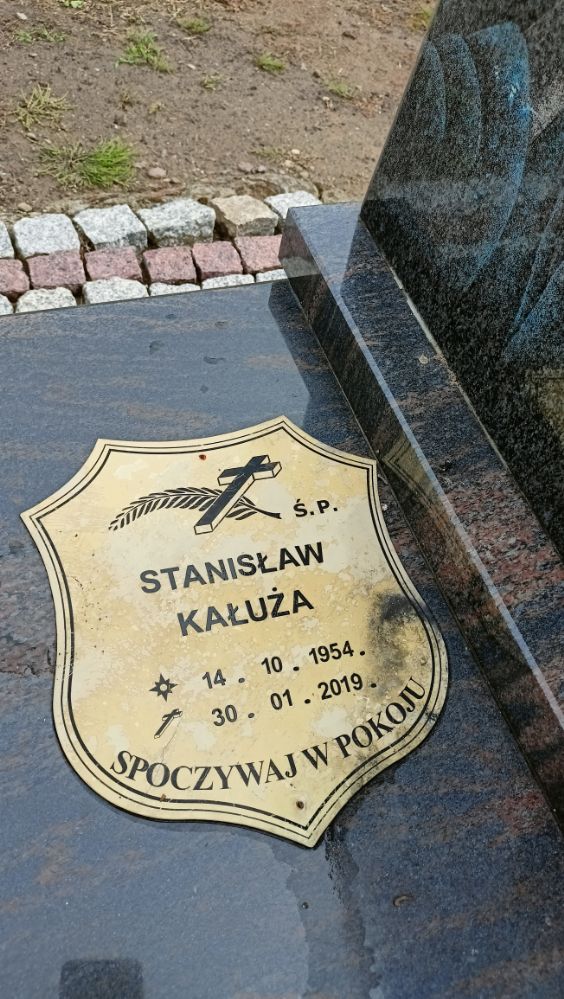 Ś.P.
STANISŁAW
KAŁUŻA
14 . 10 . 1954 .
30 . 01 . 2019 .
SPOCZYWAJ W POKOJU